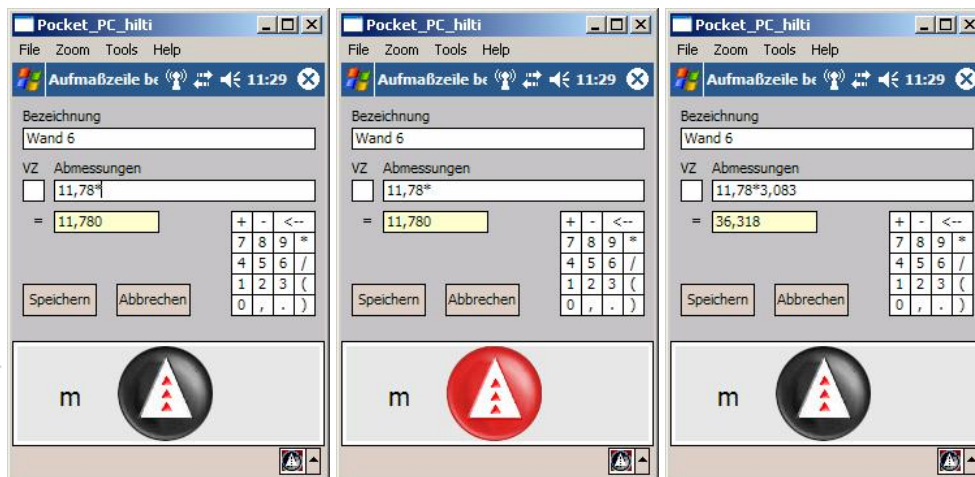 Pocket_PC_hilti
File Zoom Tools Help
Aufmaßzeile be 11:29
Bezeichnung
Wand 6
VZ Abmessungen
11,78*
= 11,780
+ - <--
7 8 9 *
4 5 6 /
1 2 3 (
0 , . )
Speichern Abbrechen
m
Pocket_PC_hilti
File Zoom Tools Help
Aufmaßzeile be 11:29
Bezeichnung
Wand 6
VZ Abmessungen
11,78*
= 11,780
+ - <--
7 8 9 *
4 5 6 /
1 2 3 (
0 , . )
Speichern Abbrechen
m
Pocket_PC_hilti
File Zoom Tools Help
Aufmaßzeile be 11:29
Bezeichnung
Wand 6
VZ Abmessungen
11,78*3,083
= 36,318
+ - <--
7 8 9 *
4 5 6 /
1 2 3 (
0 , . )
Speichern Abbrechen
m